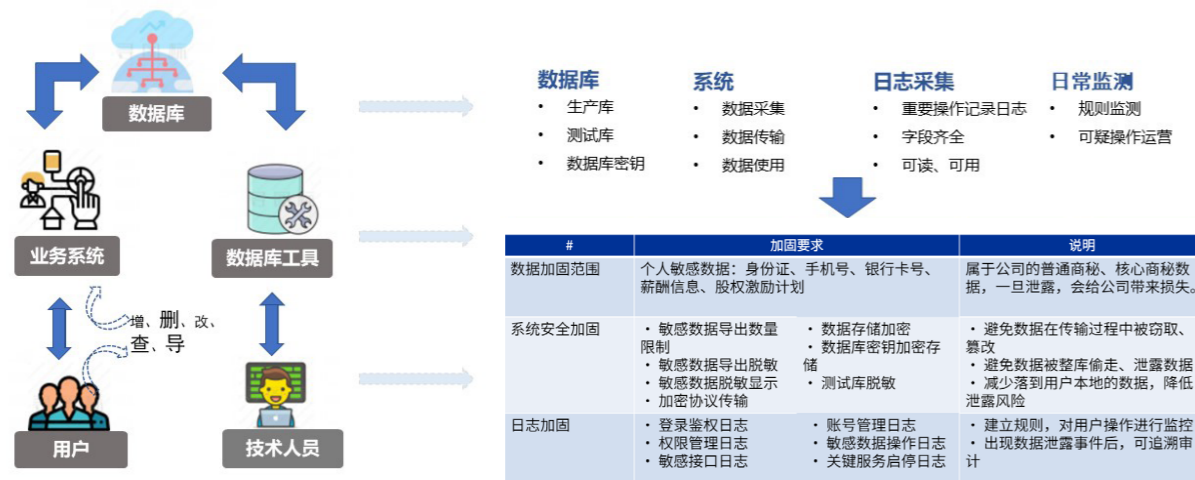 数据库
业务系统
数据库工具
增、删、改、
查、导
用户
技术人员
数据库
• 生产库
• 测试库
• 数据库密钥
系统
• 数据采集
• 数据传输
• 数据使用
日志采集
• 重要操作记录日志
• 字段齐全
• 可读、可用
日常监测
• 规则监测
• 可疑操作运营
# 加固要求 说明
数据加固范围
个人敏感数据：身份证、手机号、银行卡号、
薪酬信息、股权激励计划
属于公司的普通商秘、核心商秘数
据，一旦泄露，会给公司带来损失。
系统安全加固
• 敏感数据导出数量
限制
• 敏感数据导出脱敏
• 敏感数据脱敏显示
• 加密协议传输
• 数据存储加密
• 数据库密钥加密存
储
• 测试库脱敏
• 避免数据在传输过程中被窃取、
篡改
• 避免数据被整库偷走、泄露数据
• 减少落到用户本地的数据，降低
泄露风险
日志加固
• 登录鉴权日志
• 权限管理日志
• 敏感接口日志
• 账号管理日志
• 敏感数据操作日志
• 关键服务启停日志
• 建立规则，对用户操作进行监控
• 出现数据泄露事件后，可追溯审
计